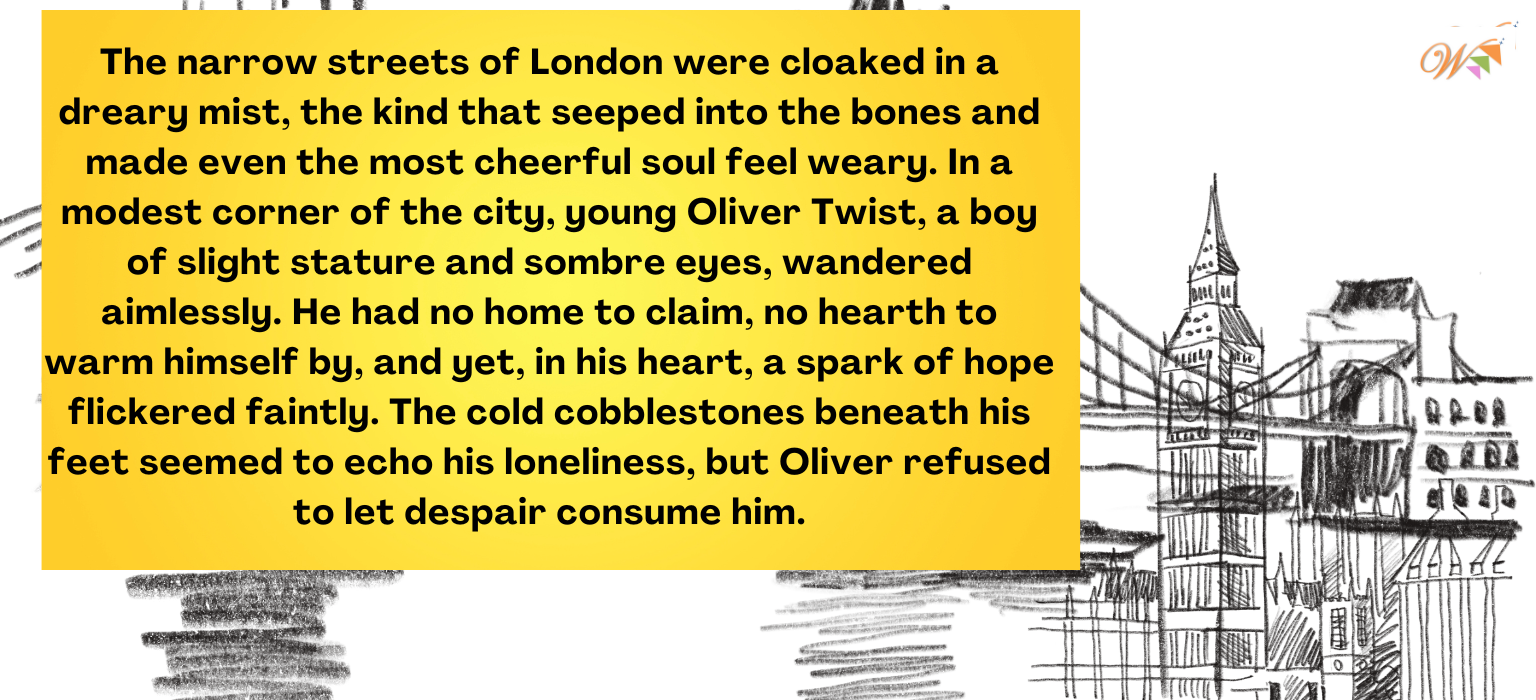 The narrow streets of London were cloaked in a
dreary mist, the kind that seeped into the bones and
made even the most cheerful soul feel weary. In a
modest corner of the city, young Oliver Twist, a boy
of slight stature and sombre eyes, wandered
aimlessly. He had no home to claim, no hearth to
warm himself by, and yet, in his heart, a spark of hope
flickered faintly. The cold cobblestones beneath his
feet seemed to echo his loneliness, but Oliver refused
to let despair consume him.
W